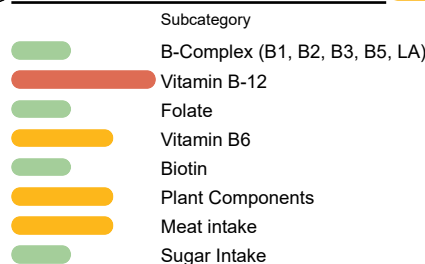 Subcategory
B-Complex (B1, B2, B3, B5, LA)
Vitamin B-12
Folate
Vitamin B6
Biotin
Plant Components
Meat intake
Sugar Intake